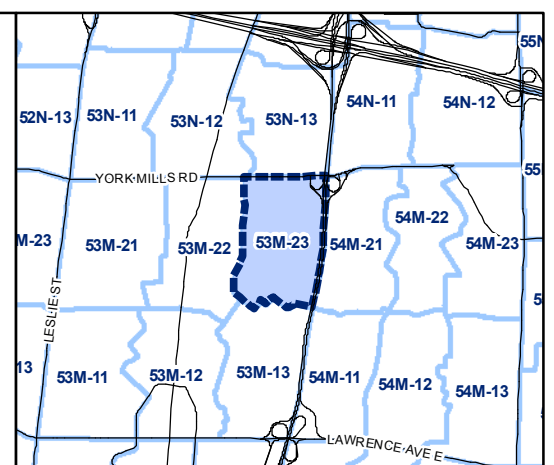 55N
52N-13 53N-11 53N-12 53N-13 54N-11 54N-12
YORK MILLS RD
55
M-23 53M-21 53M-22 53M-23 54M-21 54M-22 54M-23
5
LESLIE ST
13 53M-11 53M-12 53M-13 54M-11 54M-12 54M-13
LAWRENCE AVE E